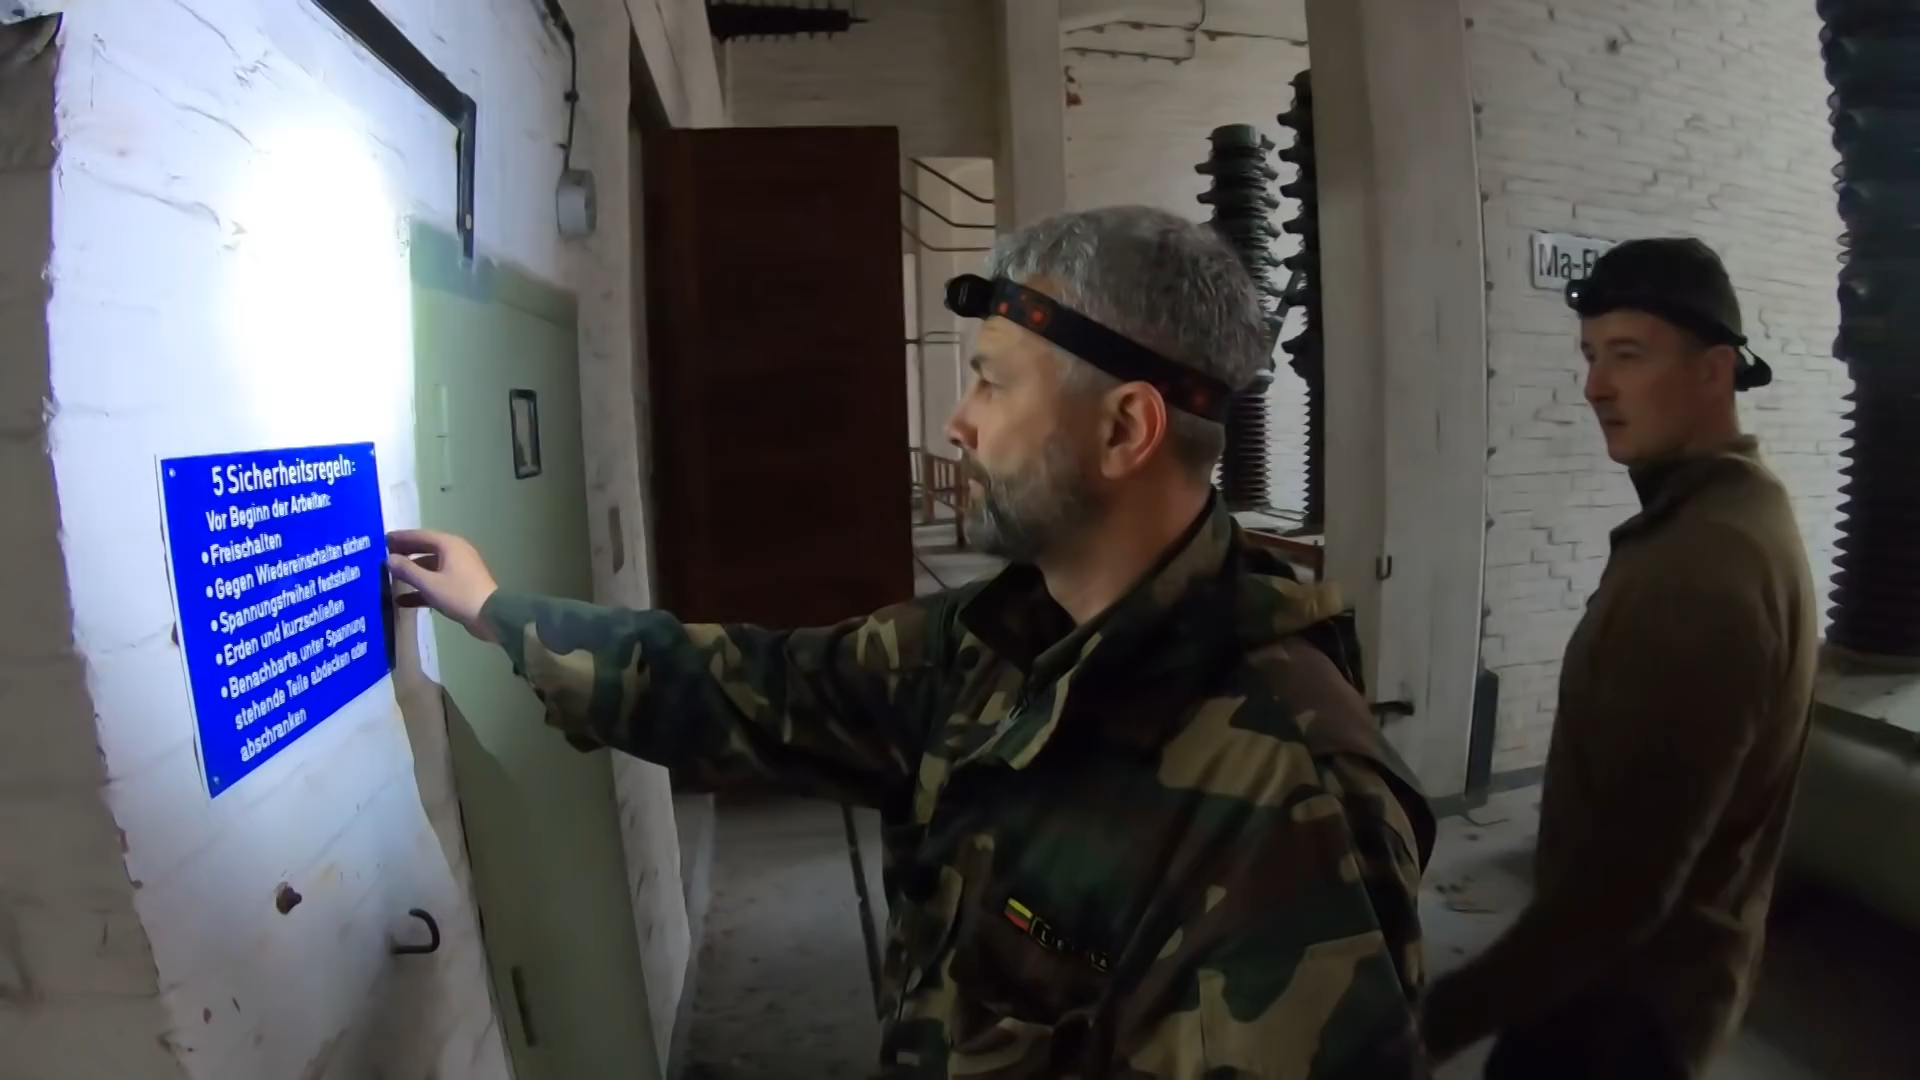 5 Sicherheitsregeln:
Vor Beginn der Arbeiten:
• Freischalten
• Gegen Wiedereinschalten sichern
• Spannungsfreiheit feststellen
• Erden und kurzschließen
• Benachbarte, unter Spannung
stehende Teile abdecken oder
abschranken